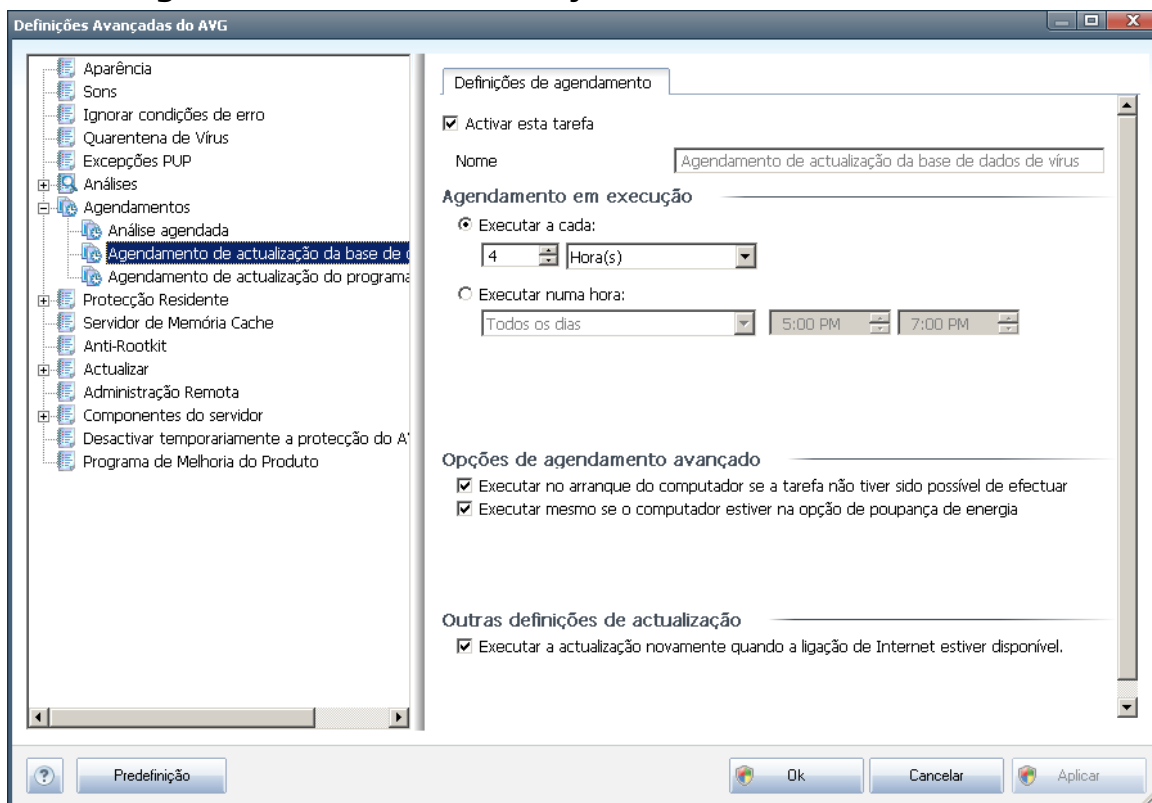 Definições Avançadas do AVG
Aparência
Sons
Ignorar condições de erro
Quarentena de Vírus
Excepções PUP
Análises
Agendamentos
Análise agendada
Agendamento de actualização da base de
Agendamento de actualização do programa
Protecção Residente
Servidor de Memória Cache
Anti-Rootkit
Actualizar
Administração Remota
Componentes do servidor
Desactivar temporariamente a protecção do
Programa de Melhoria do Produto
Definições de agendamento
Activar esta tarefa
Nome Agendamento de actualização da base de dados de vírus
Agendamento em execução
Executar a cada:
4 Hora(s)
Executar numa hora:
Todos os dias 5:00 PM 7:00 PM
Opções de agendamento avançado
Executar no arranque do computador se a tarefa não tiver sido possível de efectuar
Executar mesmo se o computador estiver na opção de poupança de energia
Outras definições de actualização
Executar a actualização novamente quando a ligação de Internet estiver disponível.
? Predefinição Ok Cancelar Aplicar